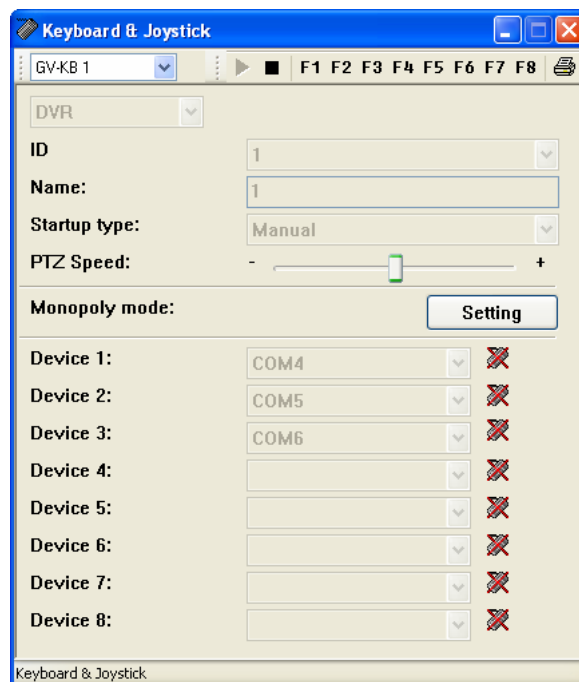 Keyboard & Joystick
GV-KB 1 F1 F2 F3 F4 F5 F6 F7 F8
DVR
ID 1
Name: 1
Startup type: Manual
PTZ Speed: - +
Monopoly mode: Setting
Device 1: COM4
Device 2: COM5
Device 3: COM6
Device 4:
Device 5:
Device 6:
Device 7:
Device 8:
Keyboard & Joystick